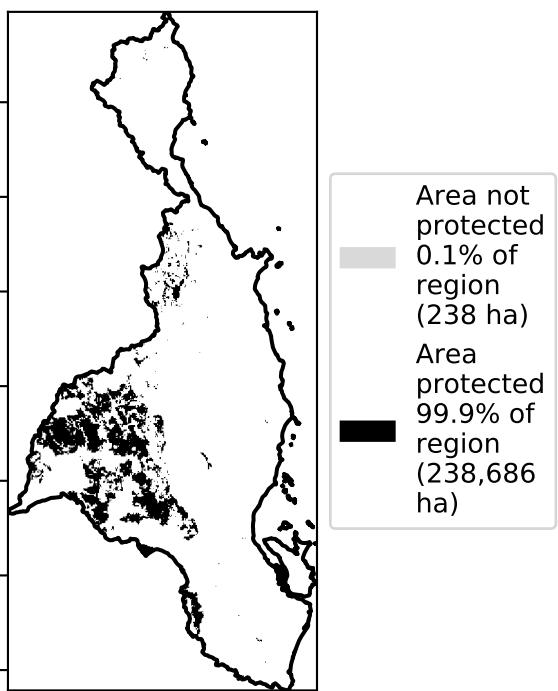 Area not
protected
0.1% of
region
(238 ha)
Area
protected
99.9% of
region
(238,686
ha)